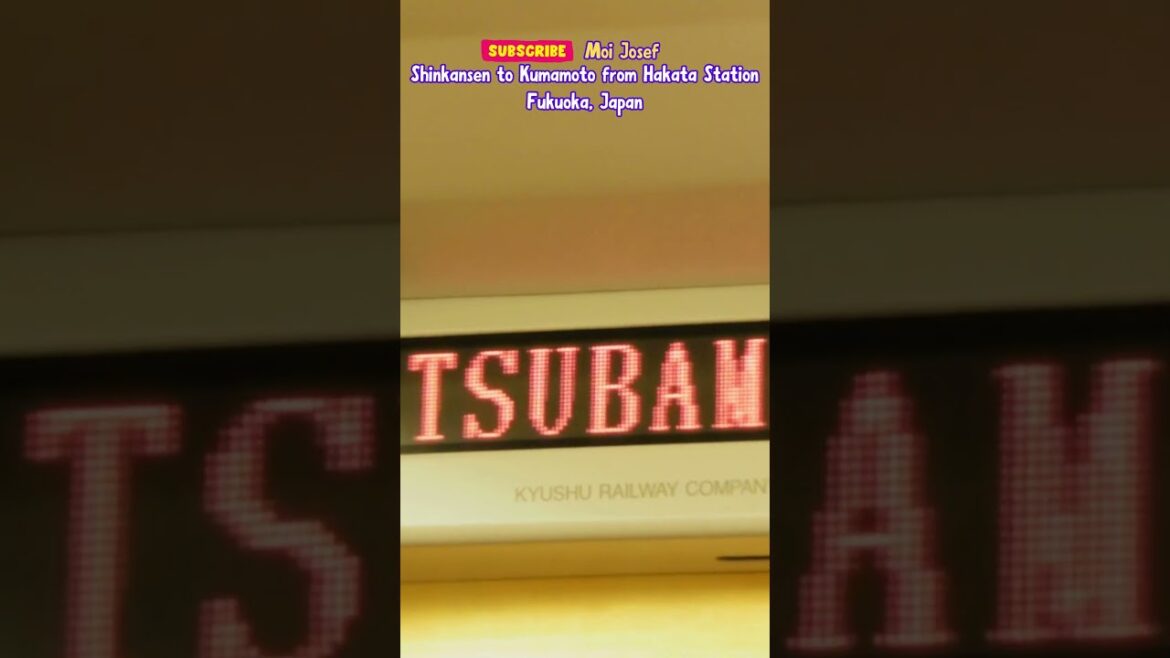 SUBSCRIBE Moi Josef
Shinkansen to Kumamoto from Hakata Station
Fukuoka, Japan
TSUBAM
KYUSHU RAILWAY COMPAN